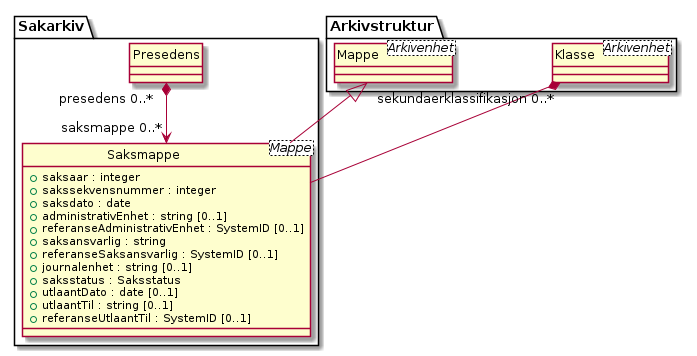 Sakarkiv
Arkivstruktur
Presedens
Mappe
Arkivenhet
Klasse
Arkivenhet
presedens 0..*
sekundaerklassifikasjon 0..*
saksmappe 0..*
Saksmappe
Mappe
saksaar : integer
sakssekvensnummer : integer
saksdato : date
administrativEnhet : string [0..1]
referanseAdministrativEnhet : SystemID [0..1]
saksansvarlig : string
referanseSaksansvarlig : SystemID [0..1]
journalenhet : string [0..1]
saksstatus : Saksstatus
utlaantDato : date [0..1]
utlaantTil : string [0..1]
referanseUtlaantTil : SystemID [0..1]